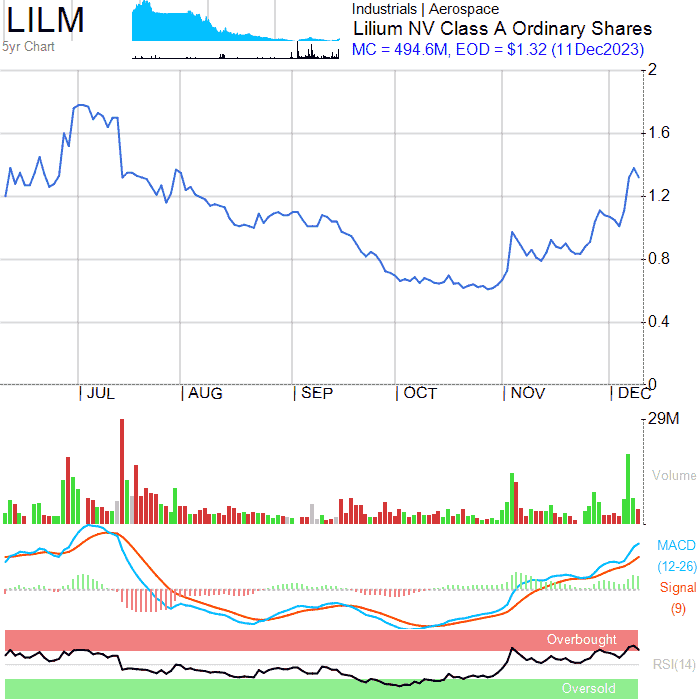 LILM
5yr Chart
Industrials | Aerospace
Lilium NV Class A Ordinary Shares
MC = 494.6M, EOD = $1.32 (11Dec2023)
2
1.6
1.2
0.8
0.4
0
| JUL | AUG | SEP | OCT | NOV | DEC
29M
Volume
MACD
(12-26)
Signal
(9)
Overbought
RSI(14)
Oversold